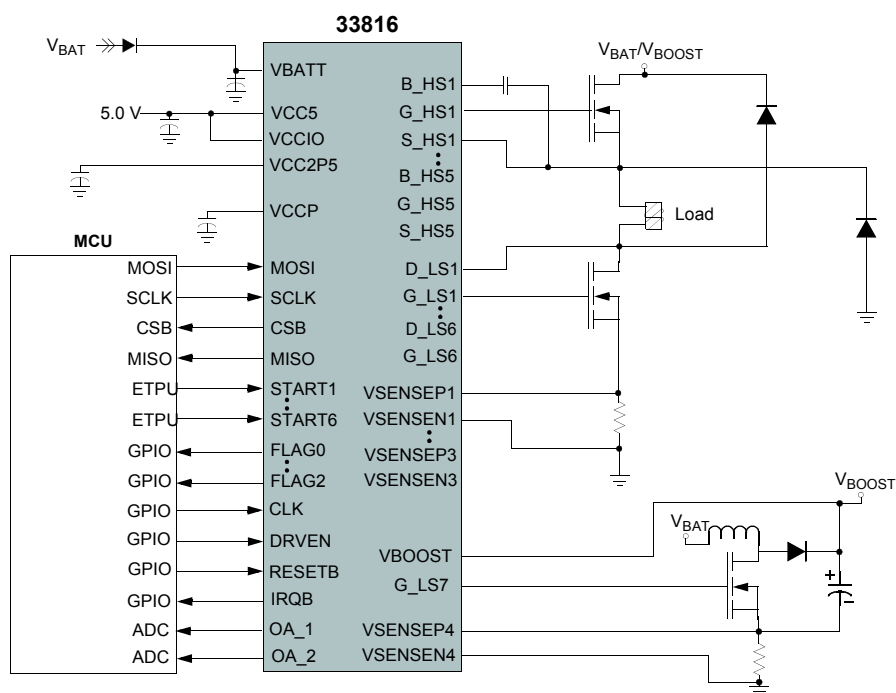 33816
VBAT
VBATT
5.0 V
VCC5
VCCIO
VCC2P5
VCCP
MCU
MOSI
MOSI
SCLK
SCLK
CSB
CSB
MISO
MISO
ETPU
START1
ETPU
START6
GPIO
FLAG0
GPIO
FLAG2
GPIO
CLK
GPIO
DRVEN
GPIO
RESETB
GPIO
IRQB
ADC
OA_1
ADC
OA_2
B_HS1
G_HS1
S_HS1
B_HS5
G_HS5
S_HS5
D_LS1
G_LS1
D_LS6
G_LS6
VSENSEP1
VSENSEN1
VSENSEP3
VSENSEN3
VBOOST
G_LS7
VSENSEP4
VSENSEN4
VBAT/VBOOST
Load
VBOOST
VBAT
+
-